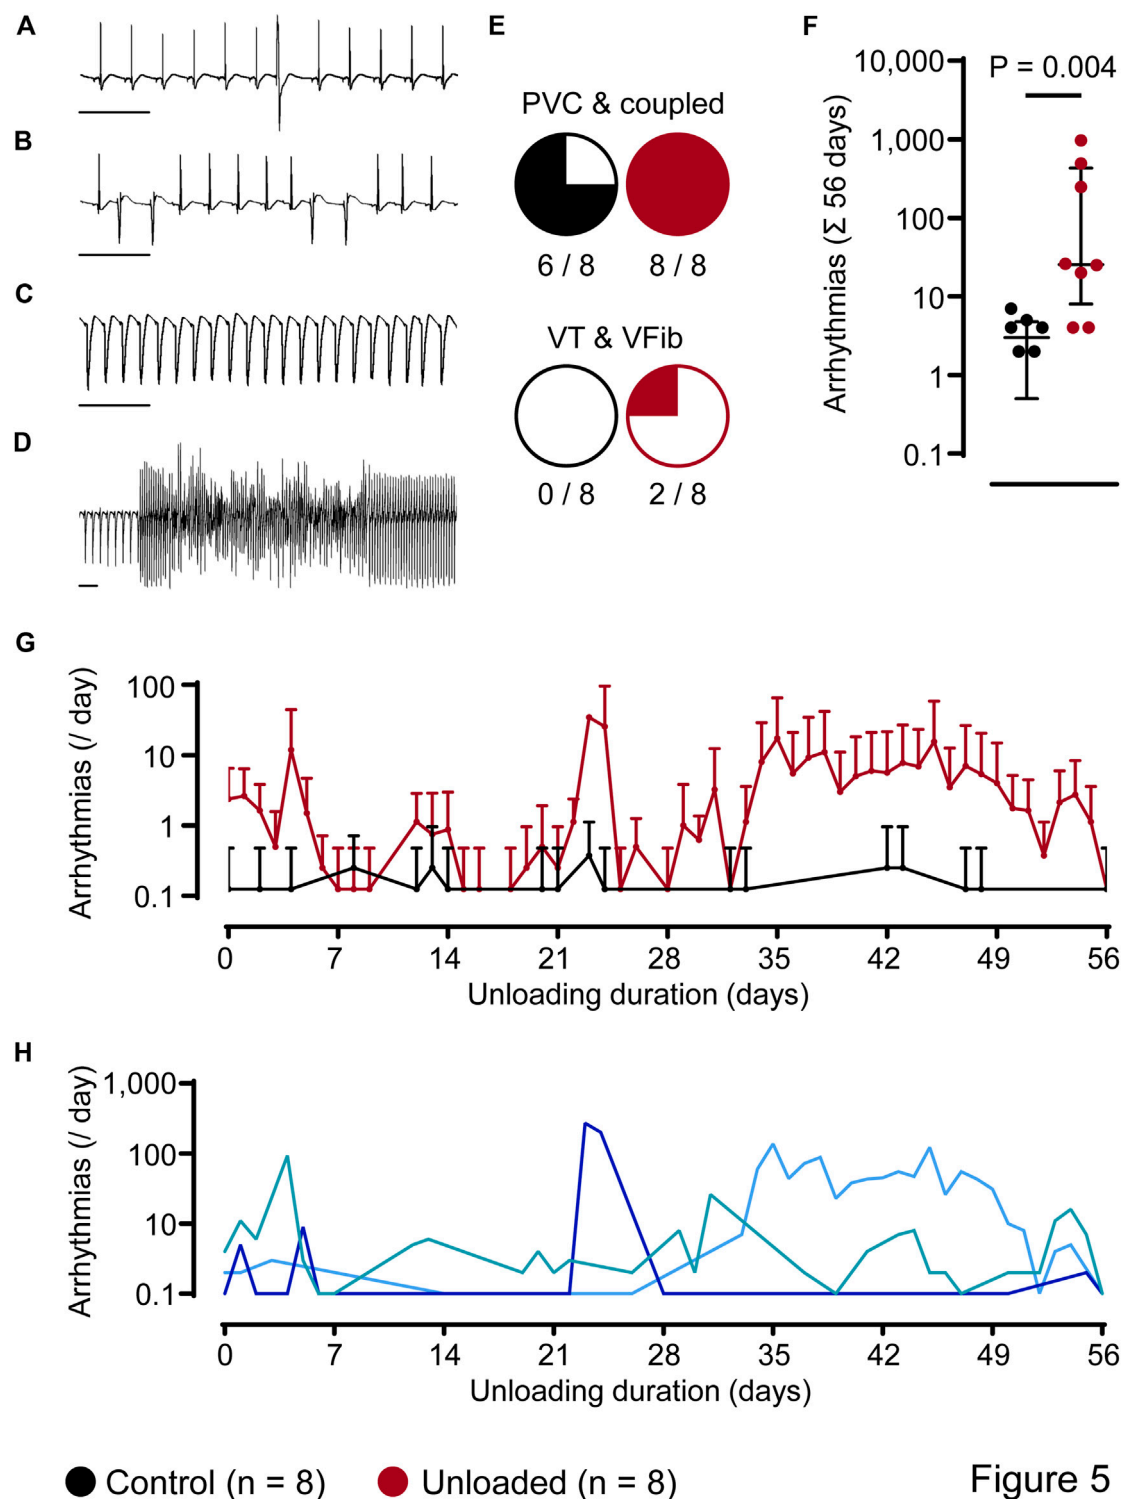 A
B
C
D
E
PVC & coupled
6 / 8
8 / 8
VT & VFib
0 / 8
2 / 8
F
P = 0.004
Arrhythmias (Σ 56 days)
10,000
1,000
100
10
1
0.1
G
Arrhythmias (/ day)
100
10
1
0.1
0 7 14 21 28 35 42 49 56
Unloading duration (days)
H
Arrhythmias (/ day)
1,000
100
10
0.1
0 7 14 21 28 35 42 49 56
Unloading duration (days)
Control (n = 8)
Unloaded (n = 8)
Figure 5